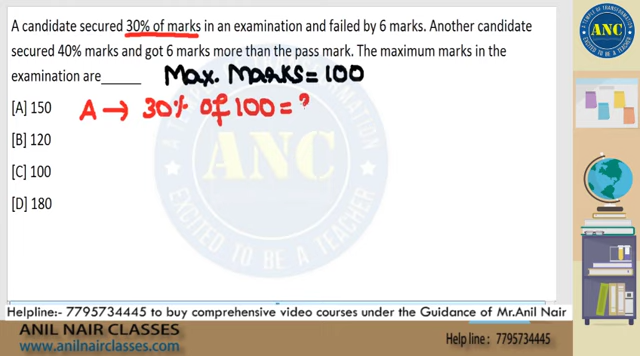 A candidate secured 30% of marks in an examination and failed by 6 marks. Another candidate
secured 40% marks and got 6 marks more than the pass mark. The maximum marks in the
examination are_____
Max. Marks = 100
[A] 150
A → 30% of 100 =
[B] 120
[C] 100
[D] 180
ANC
EXCITED TO BE A TEACHER
ANC
Helpline:- 7795734445 to buy comprehensive video courses under the Guidance of Mr.Anil Nair
ANIL NAIR CLASSES
www.anilnairclasses.com
Help line : 7795734445